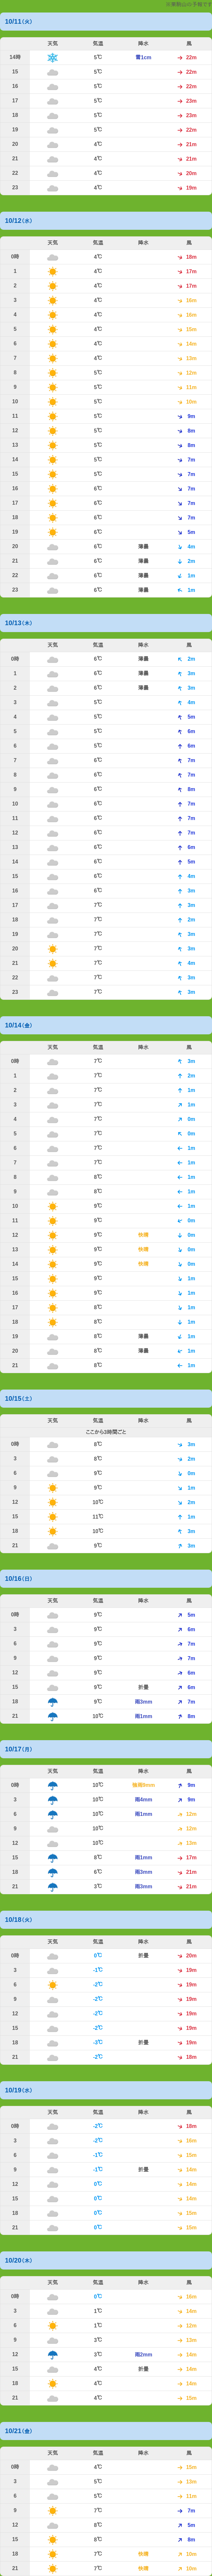 10/11(火)
天気 気温 降水 風
14時 5℃ 雪1cm 22m
15 5℃ 22m
16 5℃ 22m
17 5℃ 23m
18 5℃ 23m
19 5℃ 22m
20 4℃ 21m
21 4℃ 21m
22 4℃ 20m
23 4℃ 19m
10/12(水)
天気 気温 降水 風
0時 4℃ 18m
1 4℃ 17m
2 4℃ 17m
3 4℃ 16m
4 4℃ 16m
5 4℃ 15m
6 4℃ 14m
7 4℃ 13m
8 5℃ 12m
9 5℃ 11m
10 5℃ 10m
11 5℃ 9m
12 5℃ 8m
13 5℃ 8m
14 5℃ 7m
15 5℃ 7m
16 6℃ 7m
17 6℃ 7m
18 6℃ 7m
19 6℃ 5m
20 6℃ 薄曇 4m
21 6℃ 薄曇 2m
22 6℃ 薄曇 1m
23 6℃ 薄曇 1m
10/13(木)
天気 気温 降水 風
0時 6℃ 薄曇 2m
1 6℃ 薄曇 3m
2 6℃ 薄曇 3m
3 5℃ 4m
4 5℃ 5m
5 5℃ 6m
6 5℃ 6m
7 6℃ 7m
8 6℃ 7m
9 6℃ 8m
10 6℃ 7m
11 6℃ 7m
12 6℃ 7m
13 6℃ 6m
14 6℃ 5m
15 6℃ 4m
16 6℃ 3m
17 7℃ 3m
18 7℃ 2m
19 7℃ 3m
20 7℃ 3m
21 7℃ 4m
22 7℃ 3m
23 7℃ 3m
10/14(金)
天気 気温 降水 風
0時 7℃ 3m
1 7℃ 2m
2 7℃ 1m
3 7℃ 1m
4 7℃ 0m
5 7℃ 0m
6 7℃ 1m
7 7℃ 1m
8 8℃ 1m
9 8℃ 1m
10 9℃ 1m
11 9℃ 0m
12 9℃ 快晴 0m
13 9℃ 快晴 0m
14 9℃ 快晴 0m
15 9℃ 1m
16 9℃ 1m
17 8℃ 1m
18 8℃ 1m
19 8℃ 薄曇 1m
20 8℃ 薄曇 1m
21 8℃ 1m
10/15(土)
天気 気温 降水 風
ここから3時間ごと
0時 8℃ 3m
3 8℃ 2m
6 9℃ 0m
9 9℃ 1m
12 10℃ 2m
15 11℃ 1m
18 10℃ 3m
21 9℃ 3m
10/16(日)
天気 気温 降水 風
0時 9℃ 5m
3 9℃ 6m
6 9℃ 7m
9 9℃ 7m
12 9℃ 6m
15 9℃ 折曇 6m
18 9℃ 雨3mm 7m
21 10℃ 雨1mm 8m
10/17(月)
天気 気温 降水 風
0時 10℃ 9m
3 10℃ 雨4mm 9m
6 10℃ 雨1mm 12m
9 10℃ 12m
12 10℃ 13m
15 8℃ 雨1mm 17m
18 6℃ 雨3mm 21m
21 3℃ 雨3mm 21m
10/18(火)
天気 気温 降水 風
0時 0℃ 折曇 20m
3 -1℃ 19m
6 -2℃ 19m
9 -2℃ 19m
12 -2℃ 19m
15 -2℃ 19m
18 -3℃ 折曇 19m
21 -2℃ 18m
10/19(水)
天気 気温 降水 風
0時 -2℃ 18m
3 -2℃ 16m
6 -1℃ 15m
9 -1℃ 折曇 14m
12 0℃ 14m
15 0℃ 14m
18 0℃ 15m
21 0℃ 15m
10/20(木)
天気 気温 降水 風
0時 0℃ 16m
3 1℃ 14m
6 1℃ 12m
9 3℃ 13m
12 3℃ 雨2mm 14m
15 4℃ 折曇 14m
18 4℃ 14m
21 4℃ 15m
10/21(金)
天気 気温 降水 風
0時 4℃ 15m
3 5℃ 13m
6 5℃ 11m
9 7℃ 7m
12 8℃ 5m
15 8℃ 8m
18 7℃ 快晴 10m
21 7℃ 快晴 10m